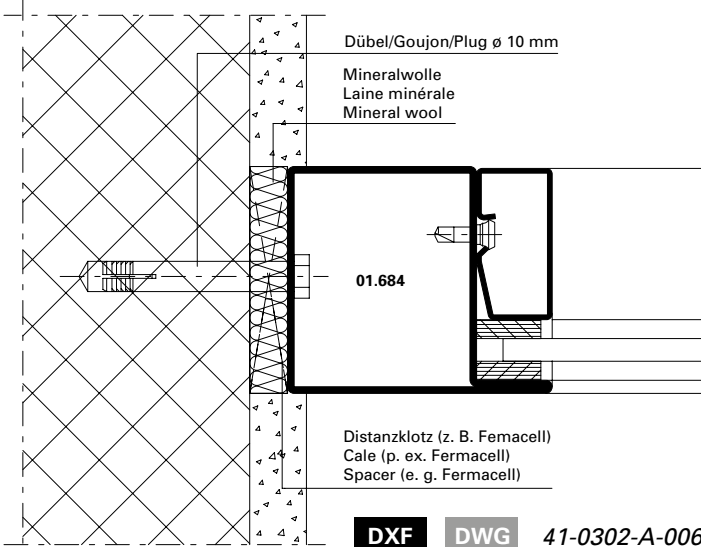 Dübel/Goujon/Plug ø 10 mm
Mineralwolle
Laine minérale
Mineral wool
01.684
Distanzklotz (z. B. Femacell)
Cale (p. ex. Fermacell)
Spacer (e. g. Fermacell)
DXF DWG 41-0302-A-006